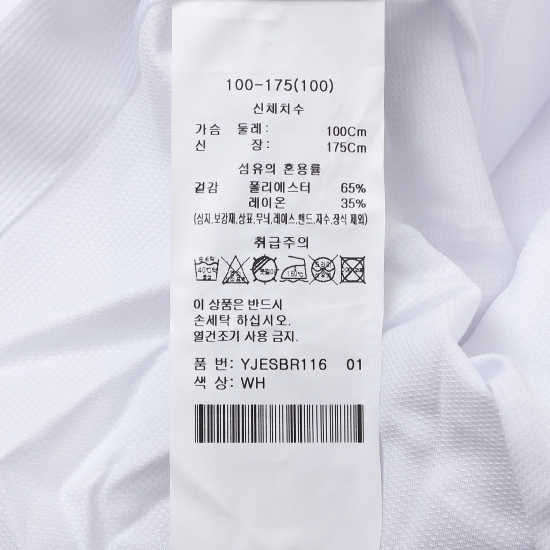 100-175(100)
신체치수
가슴 둘레: 100Cm
신 장: 175Cm
섬유의 혼용률
겉감 폴리에스터 65%
레이온 35%
(심지,보강재,상표,무늬,레이스,밴드,자수,장식 제외)
취급주의
40℃
160℃
이 상품은 반드시
손세탁 하십시오.
열건조기 사용 금지.
품 번: YJESBR116 01
색 상: WH